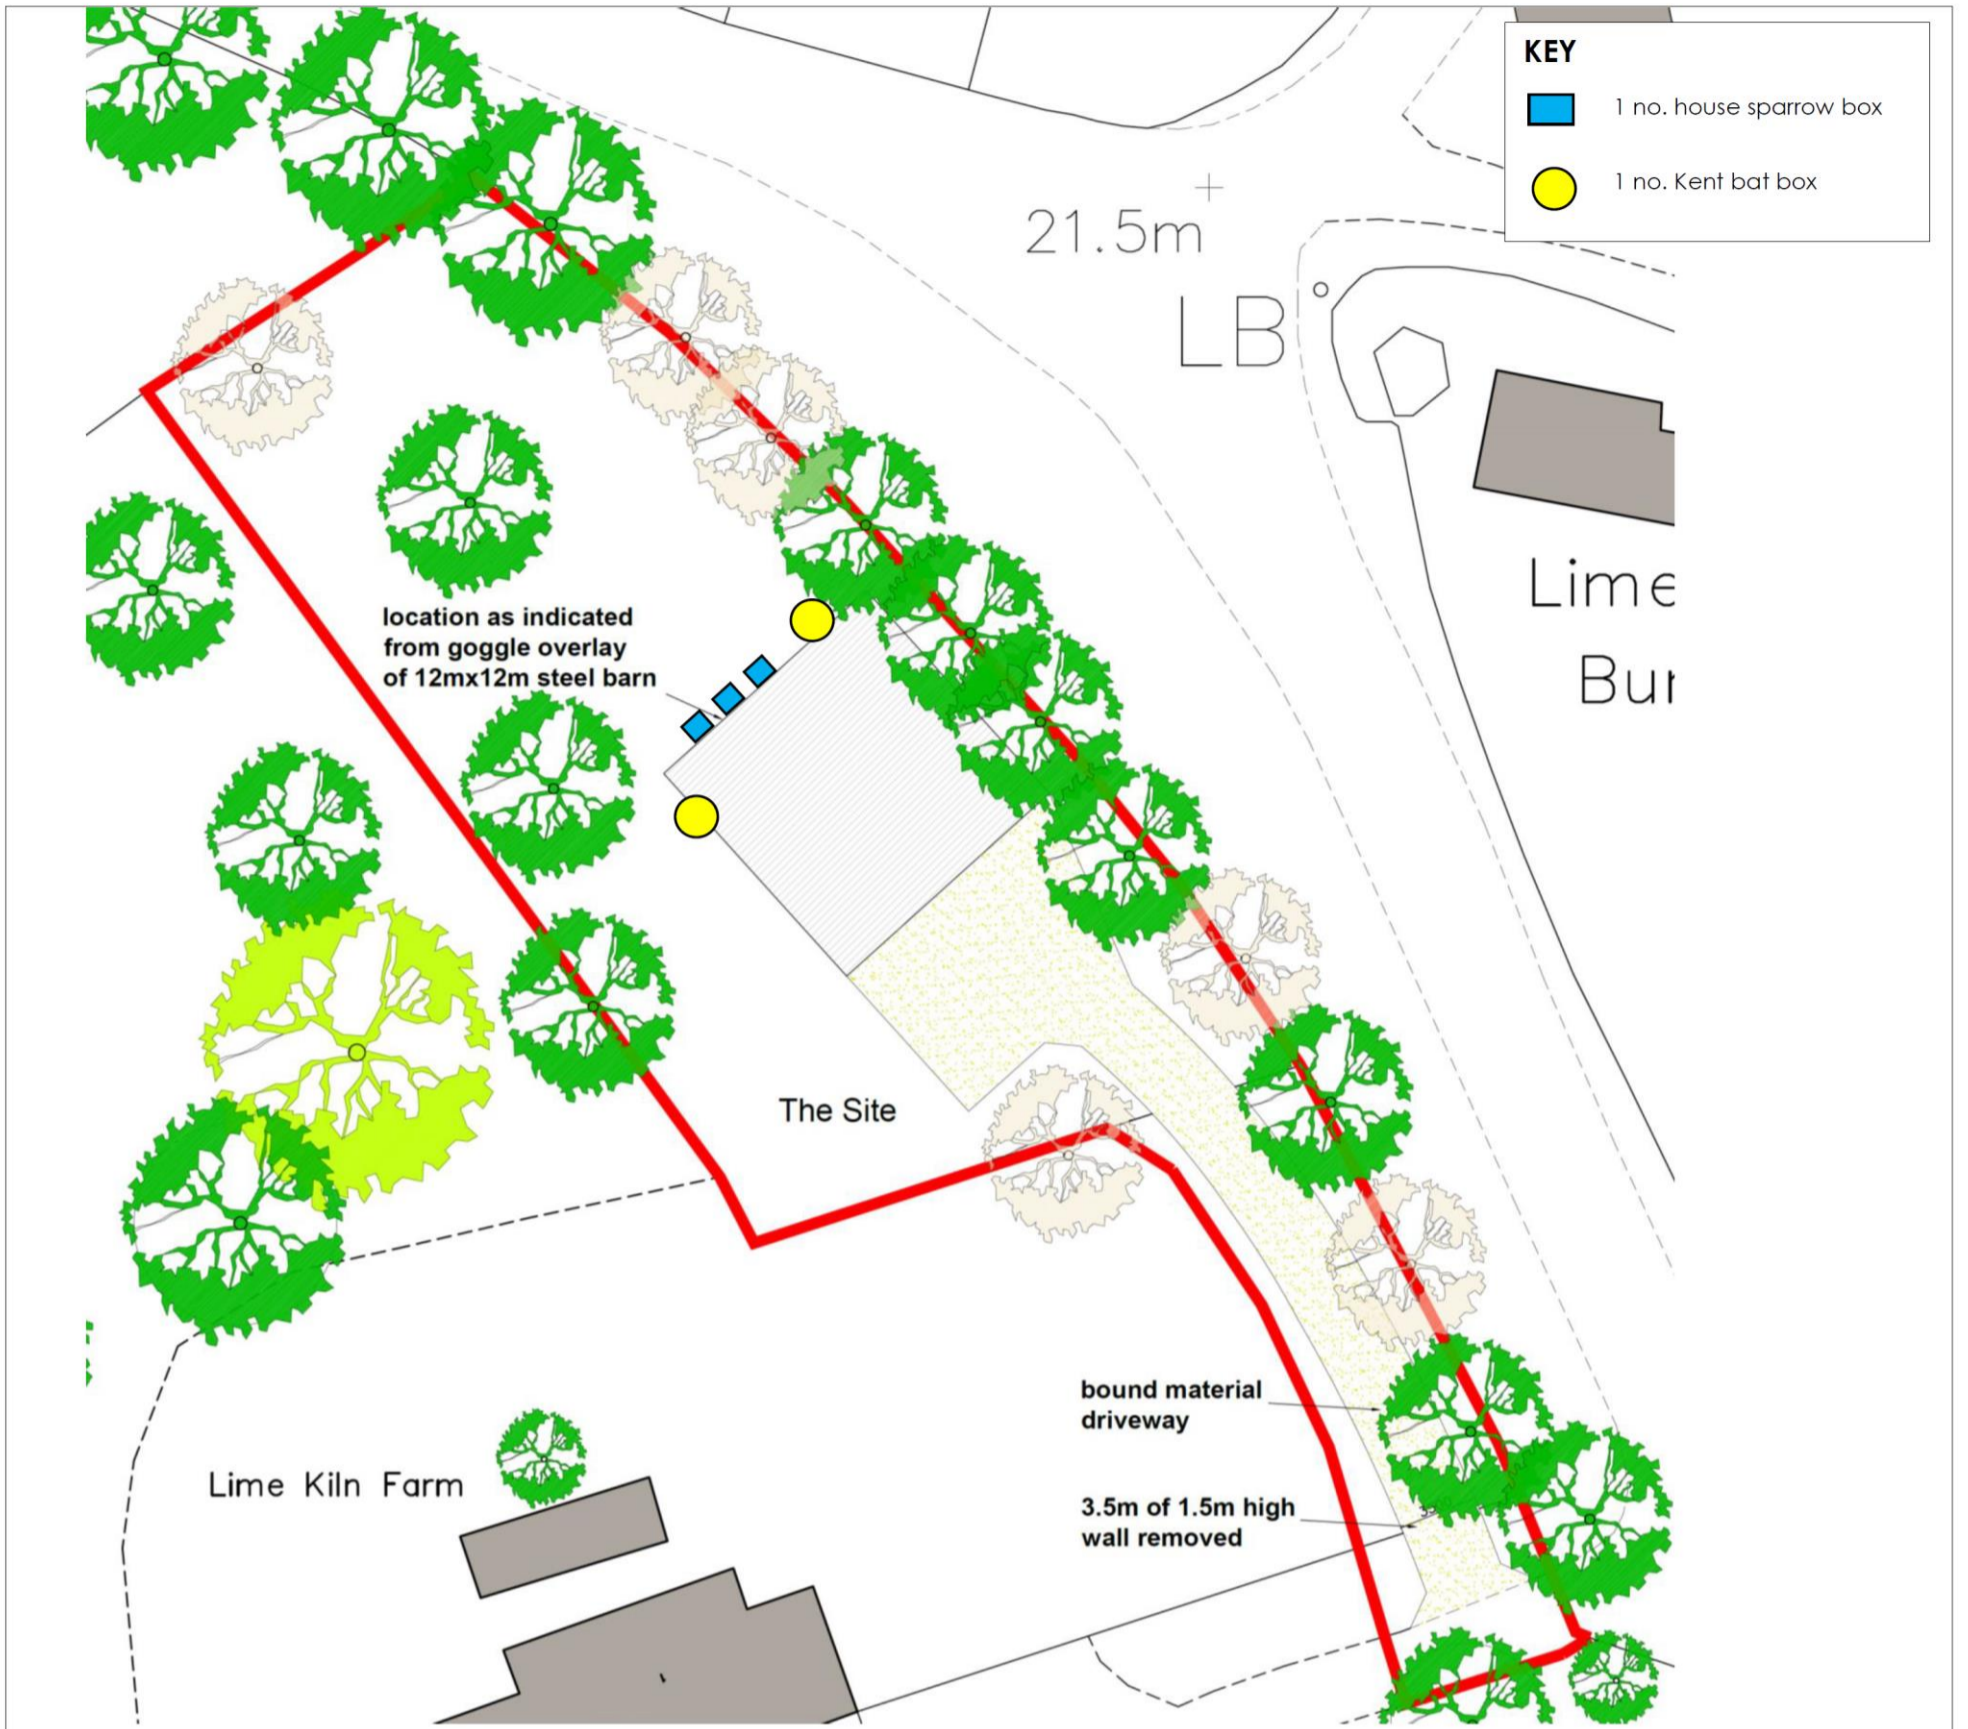 KEY
1 no. house sparrow box
1 no. Kent bat box
21.5m
LB
Lime
location as indicated
from goggle overlay
of 12mx12m steel barn
The Site
bound material
driveway
Lime Kiln Farm
3.5m of 1.5m high
wall removed